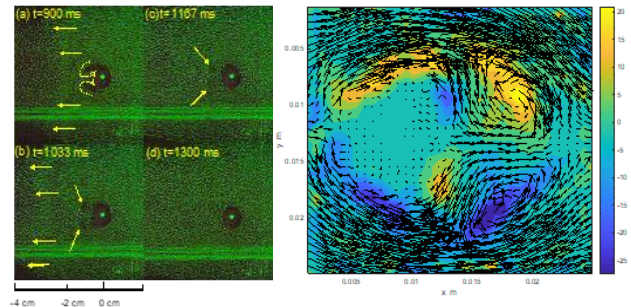 (a) t=900 ms
(c) t=1167 ms
(b) t=1033 ms
(d) t=1300 ms
-4 cm
-2 cm
0 cm
0.005
0.01
0.015
0.02
y m
0.005
0.01
0.015
0.02
x m
20
15
10
5
0
-5
-10
-15
-20
-25